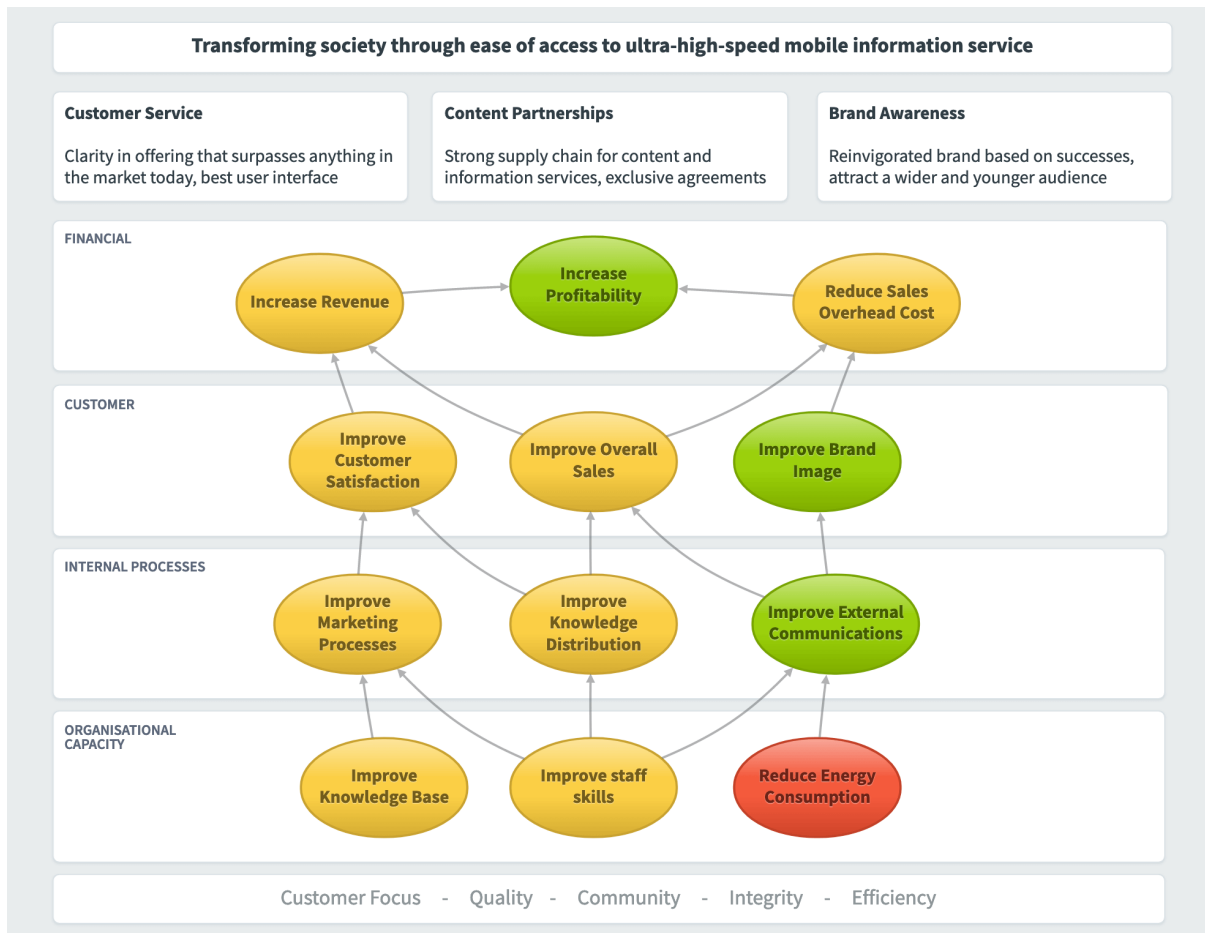 Transforming society through ease of access to ultra-high-speed mobile information service
Customer Service
Clarity in offering that surpasses anything in
the market today, best user interface
Content Partnerships
Strong supply chain for content and
information services, exclusive agreements
Brand Awareness
Reinvigorated brand based on successes,
attract a wider and younger audience
FINANCIAL
Increase Revenue
Increase
Profitability
Reduce Sales
Overhead Cost
CUSTOMER
Improve
Customer
Satisfaction
Improve Overall
Sales
Improve Brand
Image
INTERNAL PROCESSES
Improve
Marketing
Processes
Improve
Knowledge
Distribution
Improve External
Communications
ORGANISATIONAL
CAPACITY
Improve
Knowledge Base
Improve staff
skills
Reduce Energy
Consumption
Customer Focus - Quality - Community - Integrity - Efficiency